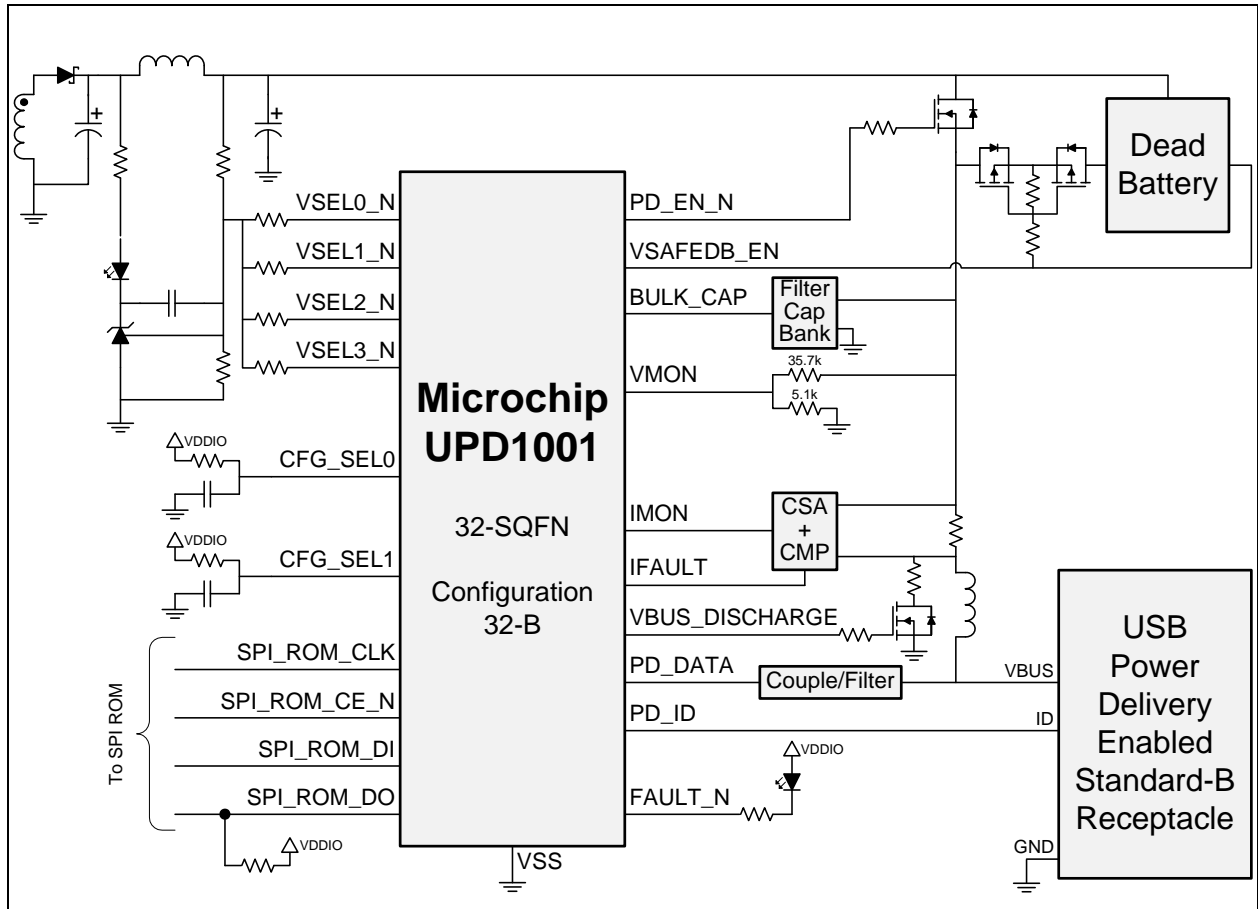 Dead
Battery
VSEL0_N
VSEL1_N
VSEL2_N
VSEL3_N
VDDIO
CFG_SEL0
VDDIO
CFG_SEL1
To SPI ROM
SPI_ROM_CLK
SPI_ROM_CE_N
SPI_ROM_DI
SPI_ROM_DO
VDDIO
Microchip
UPD1001
32-SQFN
Configuration
32-B
VSS
PD_EN_N
VSAFEDB_EN
BULK_CAP
Filter
Cap
Bank
VMON
35.7k
5.1k
IMON
IFAULT
CSA
+
CMP
VBUS_DISCHARGE
PD_DATA
Couple/Filter
PD_ID
FAULT_N
VDDIO
VBUS
ID
GND
USB
Power
Delivery
Enabled
Standard-B
Receptacle
+
+